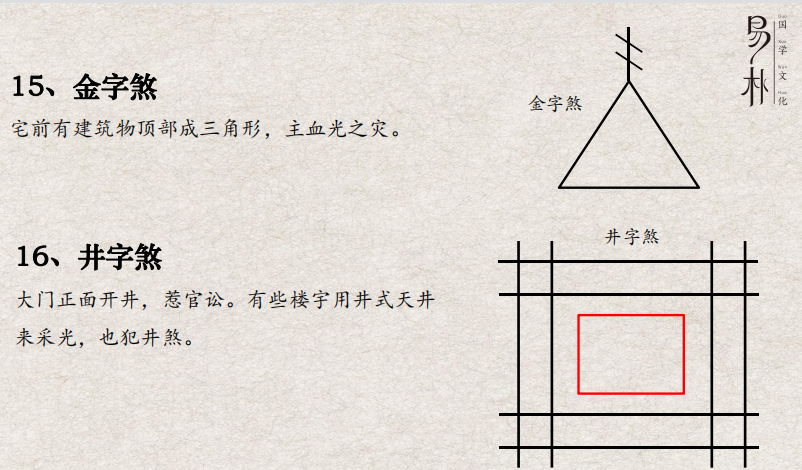 15、金字煞
宅前有建筑物顶部成三角形，主血光之灾。
金字煞
易朴
国学文化
16、井字煞
大门正面开井，惹官讼。有些楼宇用井式天井
来采光，也犯井煞。
井字煞